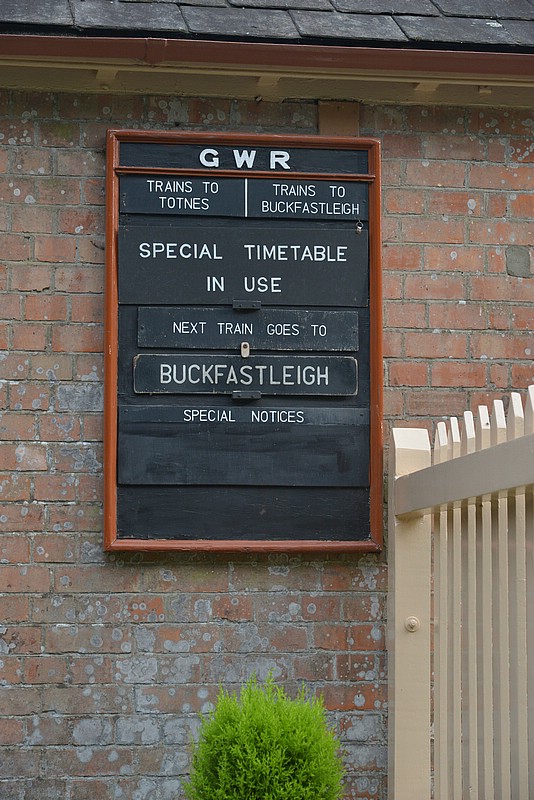 GWR
TRAINS TO
TOTNES
TRAINS TO
BUCKFASTLEIGH
SPECIAL TIMETABLE
IN USE
NEXT TRAIN GOES TO
BUCKFASTLEIGH
SPECIAL NOTICES